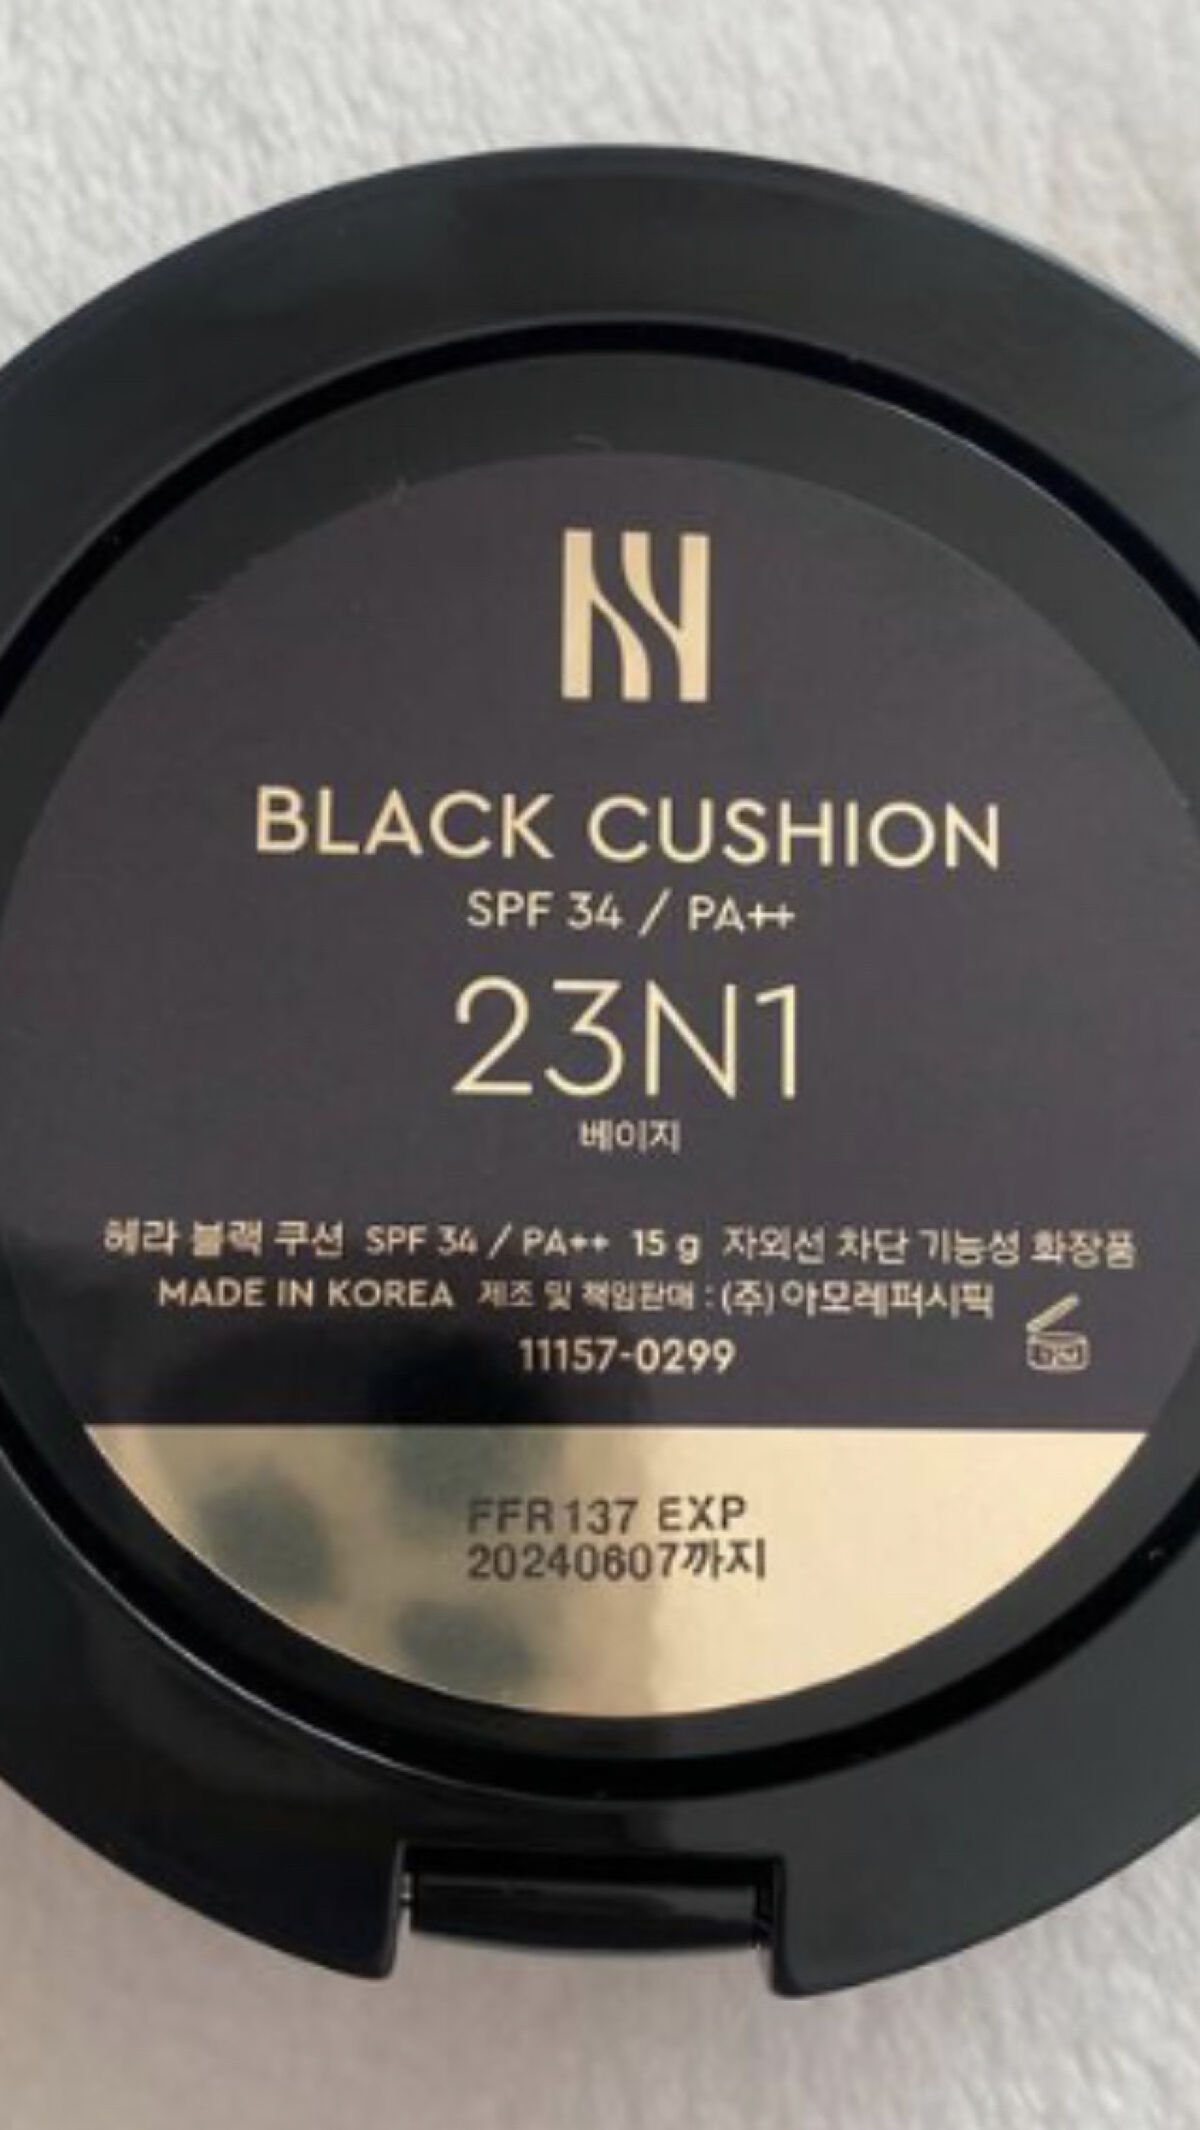 BLACK CUSHION
SPF 34 / PA++
23N1
베이지
헤라 블랙 쿠션 SPF 34 / PA++ 15 g 자외선 차단 기능성 화장품
MADE IN KOREA 제조 및 책임판매 : (주)아모레퍼시픽
11157-0299
FFR137 EXP
20240607까지